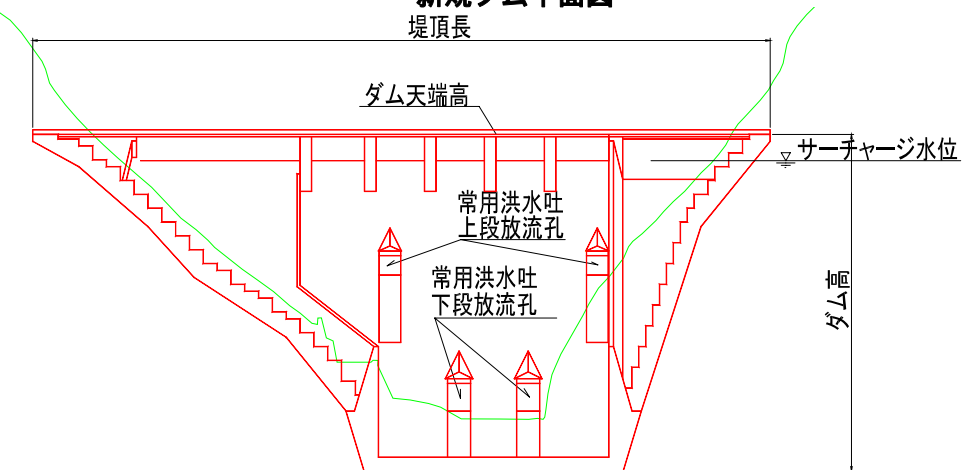 堤頂長
ダム天端高
サーチャージ水位
常用洪水吐
上段放流孔
常用洪水吐
下段放流孔
ダム高